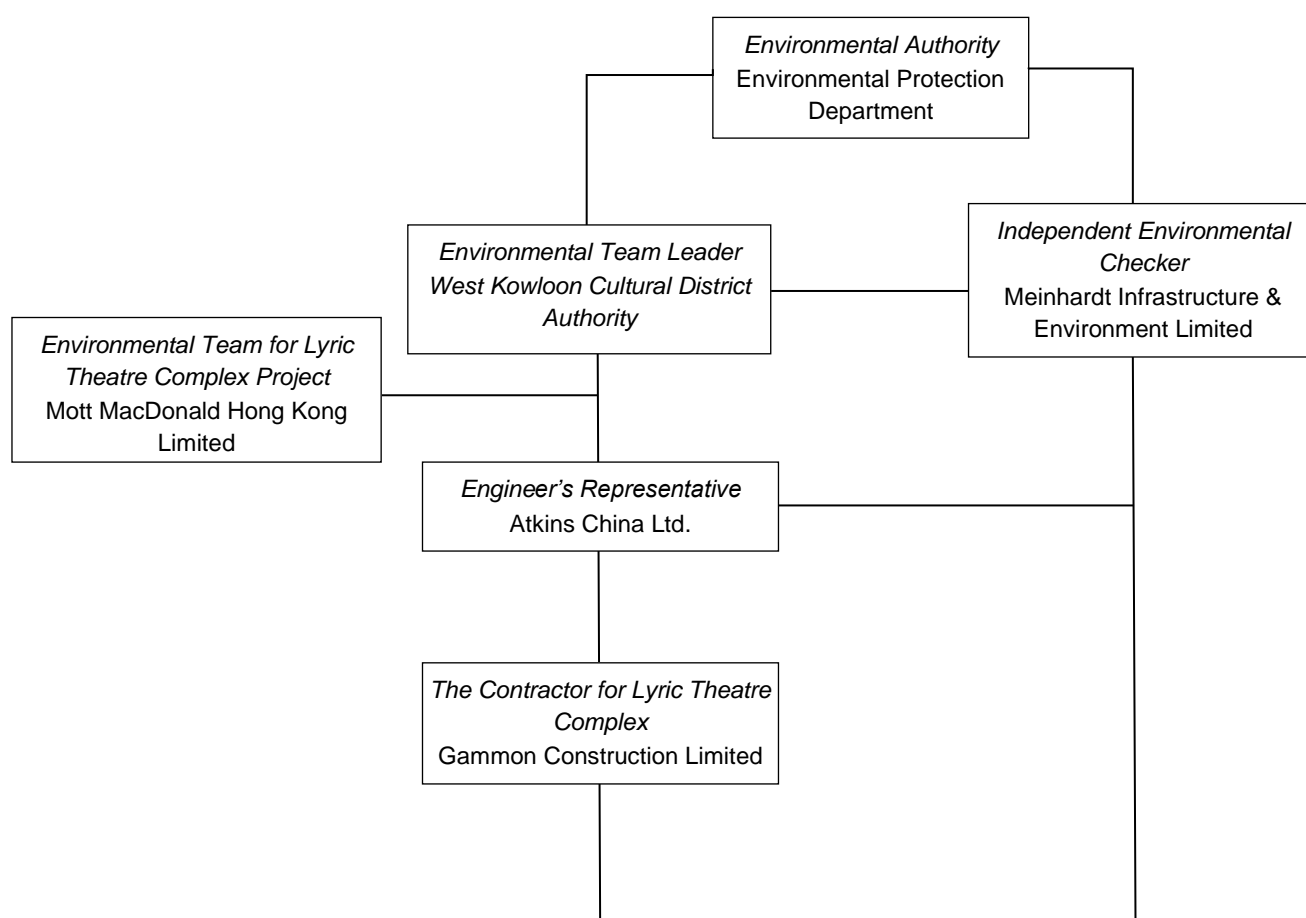 Environmental Authority
Environmental Protection
Department
Environmental Team Leader
West Kowloon Cultural District
Authority
Independent Environmental
Checker
Meinhardt Infrastructure &
Environment Limited
Environmental Team for Lyric
Theatre Complex Project
Mott MacDonald Hong Kong
Limited
Engineer’s Representative
Atkins China Ltd.
The Contractor for Lyric Theatre
Complex
Gammon Construction Limited